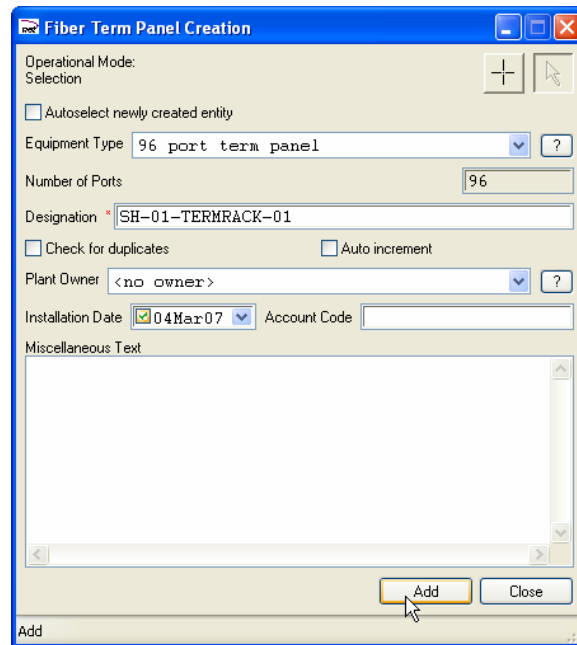 Fiber Term Panel Creation
Operational Mode:
Selection
Autoselect newly created entity
Equipment Type 96 port term panel ?
Number of Ports 96
Designation * SH-01-TERMRACK-01
Check for duplicates Auto increment
Plant Owner <no owner> ?
Installation Date 04Mar07 Account Code
Miscellaneous Text
Add Close
Add